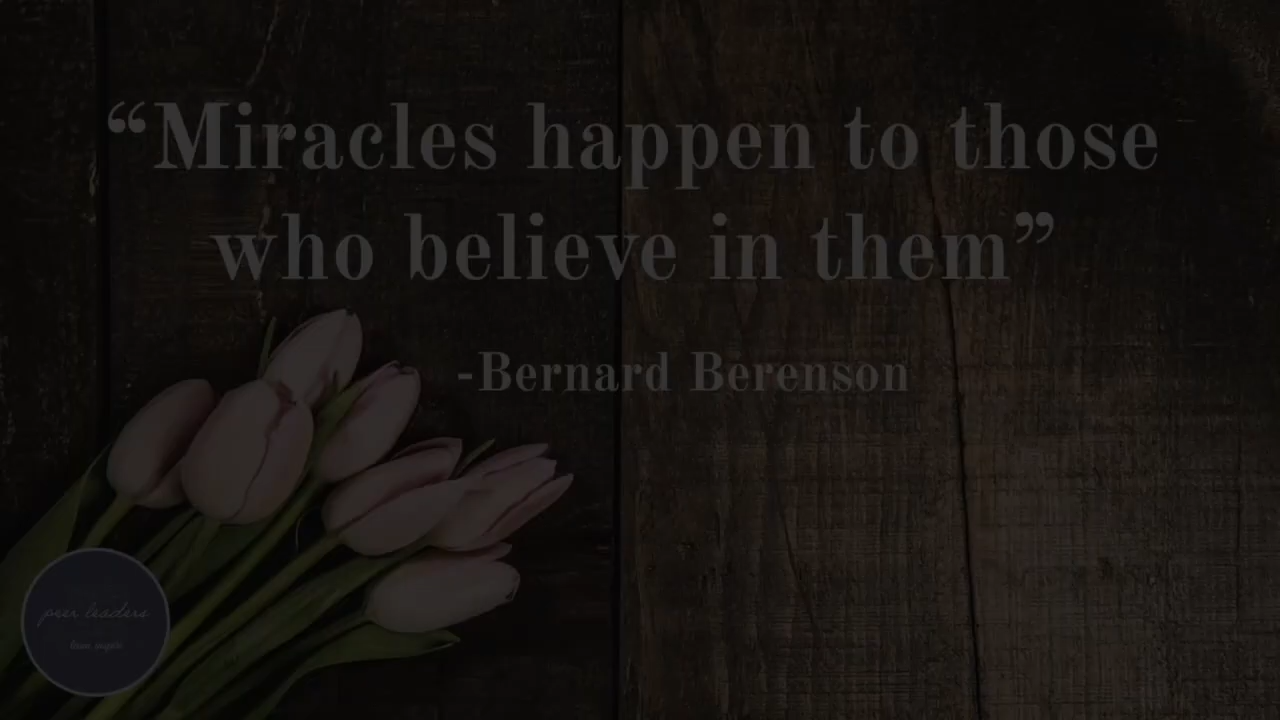 “Miracles happen to those
who believe in them”
-Bernard Berenson
peer leaders